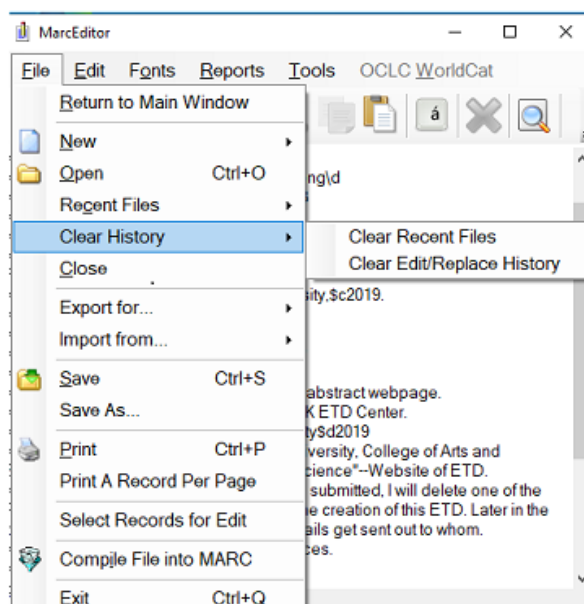 MarcEditor
File Edit Fonts Reports Tools OCLC WorldCat
Return to Main Window
á
New
Open Ctrl+O
ng\d
Recent Files
Clear History
Clear Recent Files
Clear Edit/Replace History
Close
sity,$c2019.
Export for...
Import from...
Save Ctrl+S
abstract webpage.
Save As...
K ETD Center.
ty$d2019
Print Ctrl+P
versity, College of Arts and
cience"--Website of ETD.
Print A Record Per Page
submitted, I will delete one of the
e creation of this ETD. Later in the
Select Records for Edit
ails get sent out to whom.
ces.
Compile File into MARC
Exit Ctrl+Q